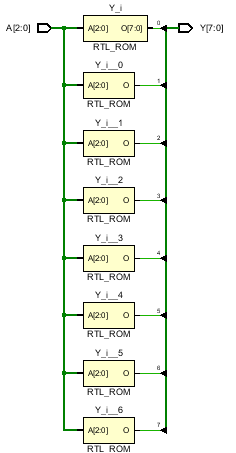 Y_i
A[2:0] A[2:0] O[7:0] 0 Y[7:0]
RTL_ROM
Y_i__0
A[2:0] O 1
RTL_ROM
Y_i__1
A[2:0] O 2
RTL_ROM
Y_i__2
A[2:0] O 3
RTL_ROM
Y_i__3
A[2:0] O 4
RTL_ROM
Y_i__4
A[2:0] O 5
RTL_ROM
Y_i__5
A[2:0] O 6
RTL_ROM
Y_i__6
A[2:0] O 7
RTL_ROM